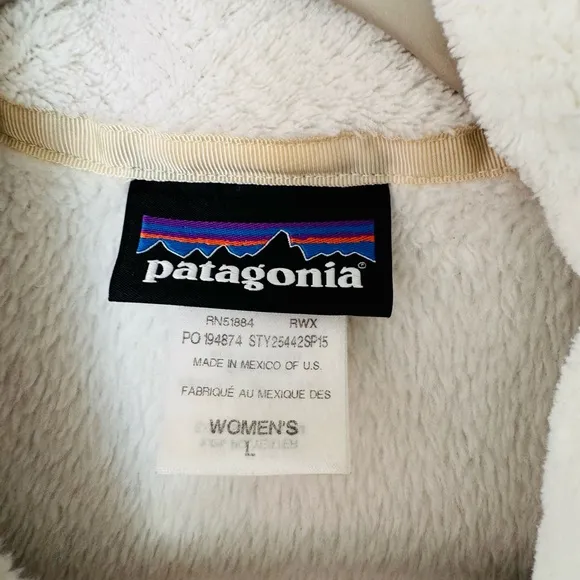 patagonia®
RN51884 RWX
PO 194874 STY25442SP15
MADE IN MEXICO OF U.S.
FABRIQUÉ AU MEXIQUE DES
WOMEN'S
L